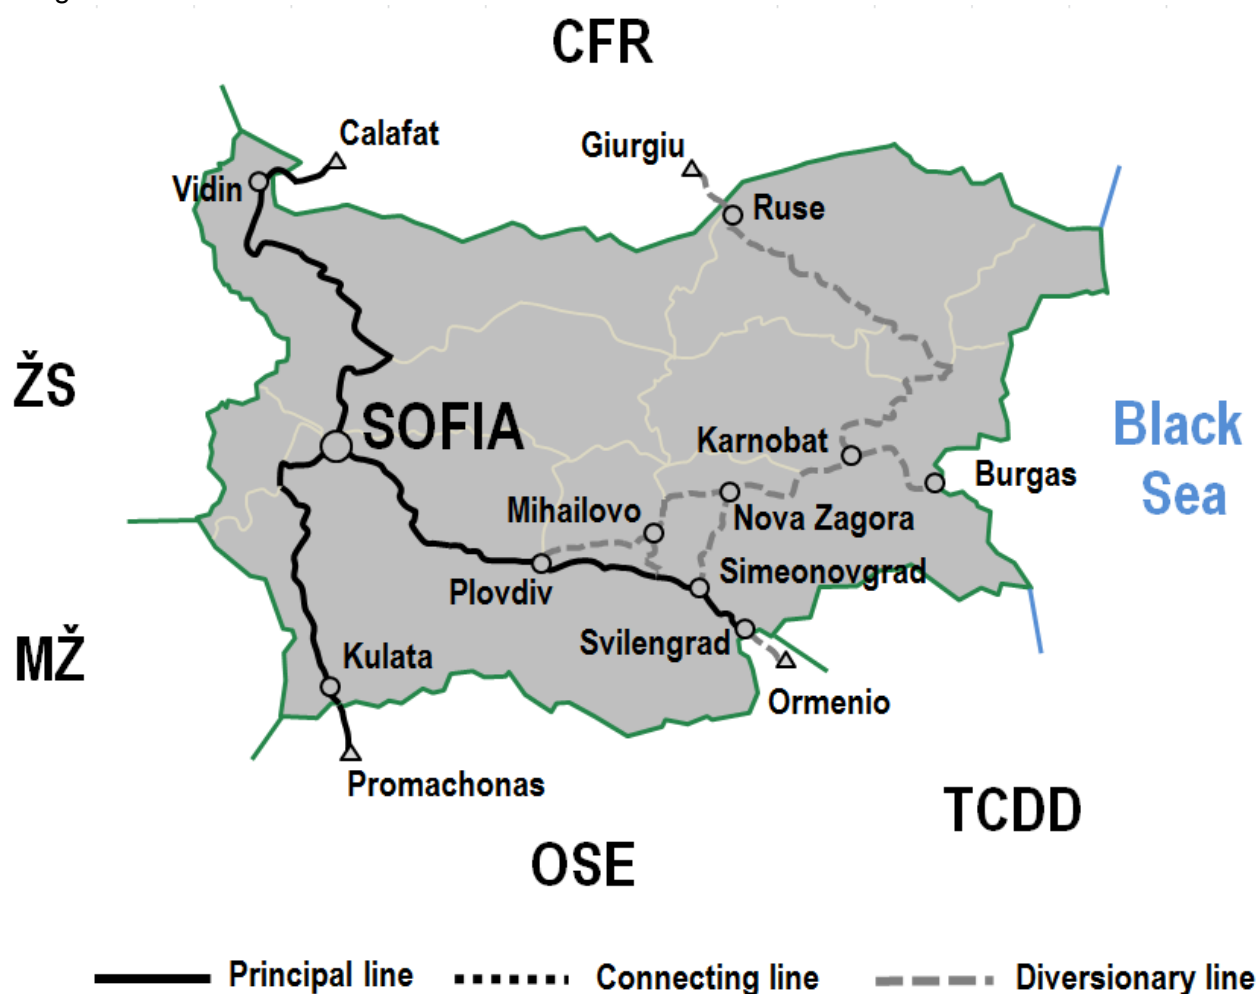 CFR
Calafat
Giurgiu
Vidin
Ruse
ŽS
SOFIA
Black
Sea
Karnobat
Burgas
Mihailovo
Nova Zagora
Simeonovgrad
Plovdiv
Svilengrad
MŽ
Kulata
Ormenio
Promachonas
TCDD
OSE
Principal line
Connecting line
Diversionary line